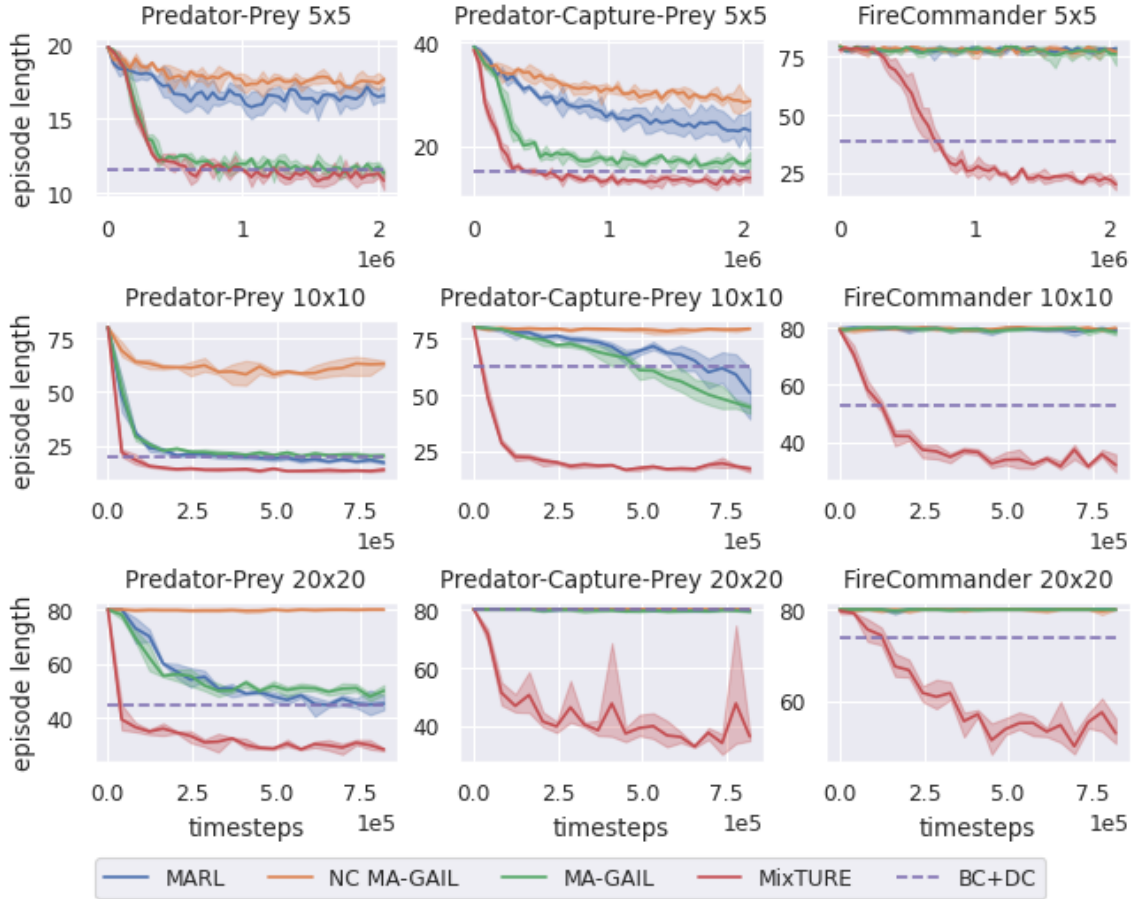 Predator-Prey 5x5 Predator-Capture-Prey 5x5 FireCommander 5x5
episode length
20
15
10
0 1 2
1e6
40
20
0 1 2
1e6
75
50
25
0 1 2
1e6
Predator-Prey 10x10 Predator-Capture-Prey 10x10 FireCommander 10x10
episode length
75
50
25
0.0 2.5 5.0 7.5
1e5
75
50
25
0.0 2.5 5.0 7.5
1e5
80
60
40
0.0 2.5 5.0 7.5
1e5
Predator-Prey 20x20 Predator-Capture-Prey 20x20 FireCommander 20x20
episode length
80
60
40
0.0 2.5 5.0 7.5
timesteps 1e5
80
60
40
0.0 2.5 5.0 7.5
timesteps 1e5
80
60
0.0 2.5 5.0 7.5
timesteps 1e5
MARL NC MA-GAIL MA-GAIL MixTURE BC+DC